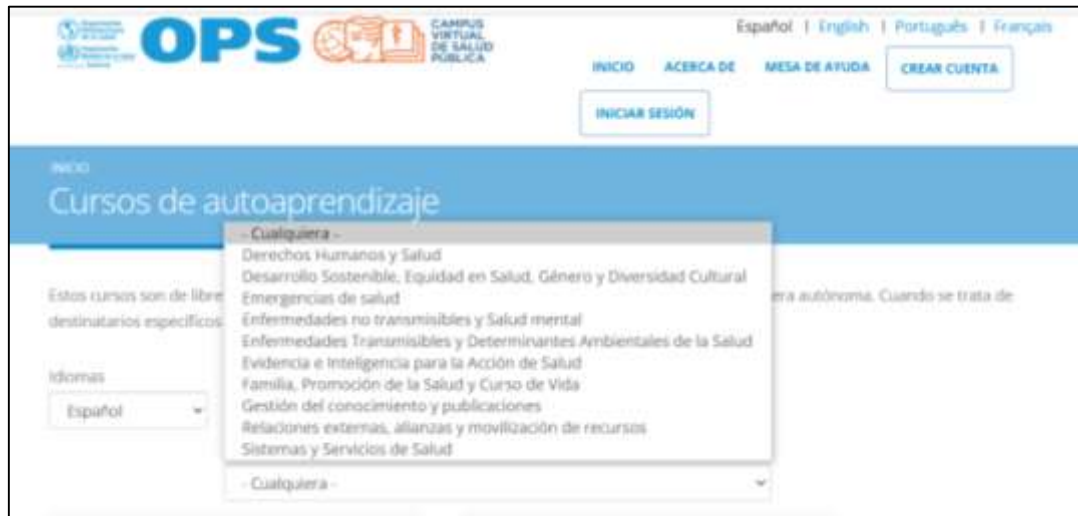 OPS
CAMPUS
VIRTUAL
DE SALUD
PÚBLICA
Español | English | Português | Français
INICIO ACERCA DE MESA DE AYUDA CREAR CUENTA
INICIAR SESIÓN
INICIO
Cursos de autoaprendizaje
- Cualquiera -
Derechos Humanos y Salud
Desarrollo Sostenible, Equidad en Salud, Género y Diversidad Cultural
Emergencias de salud
Enfermedades no transmisibles y Salud mental
Enfermedades Transmisibles y Determinantes Ambientales de la Salud
Evidencia e Inteligencia para la Acción de Salud
Familia, Promoción de la Salud y Curso de Vida
Gestión del conocimiento y publicaciones
Relaciones externas, alianzas y movilización de recursos
Sistemas y Servicios de Salud
Estos cursos son de libre era autónoma. Cuando se trata de
destinatarios específicos
Idiomas
Español
- Cualquiera -